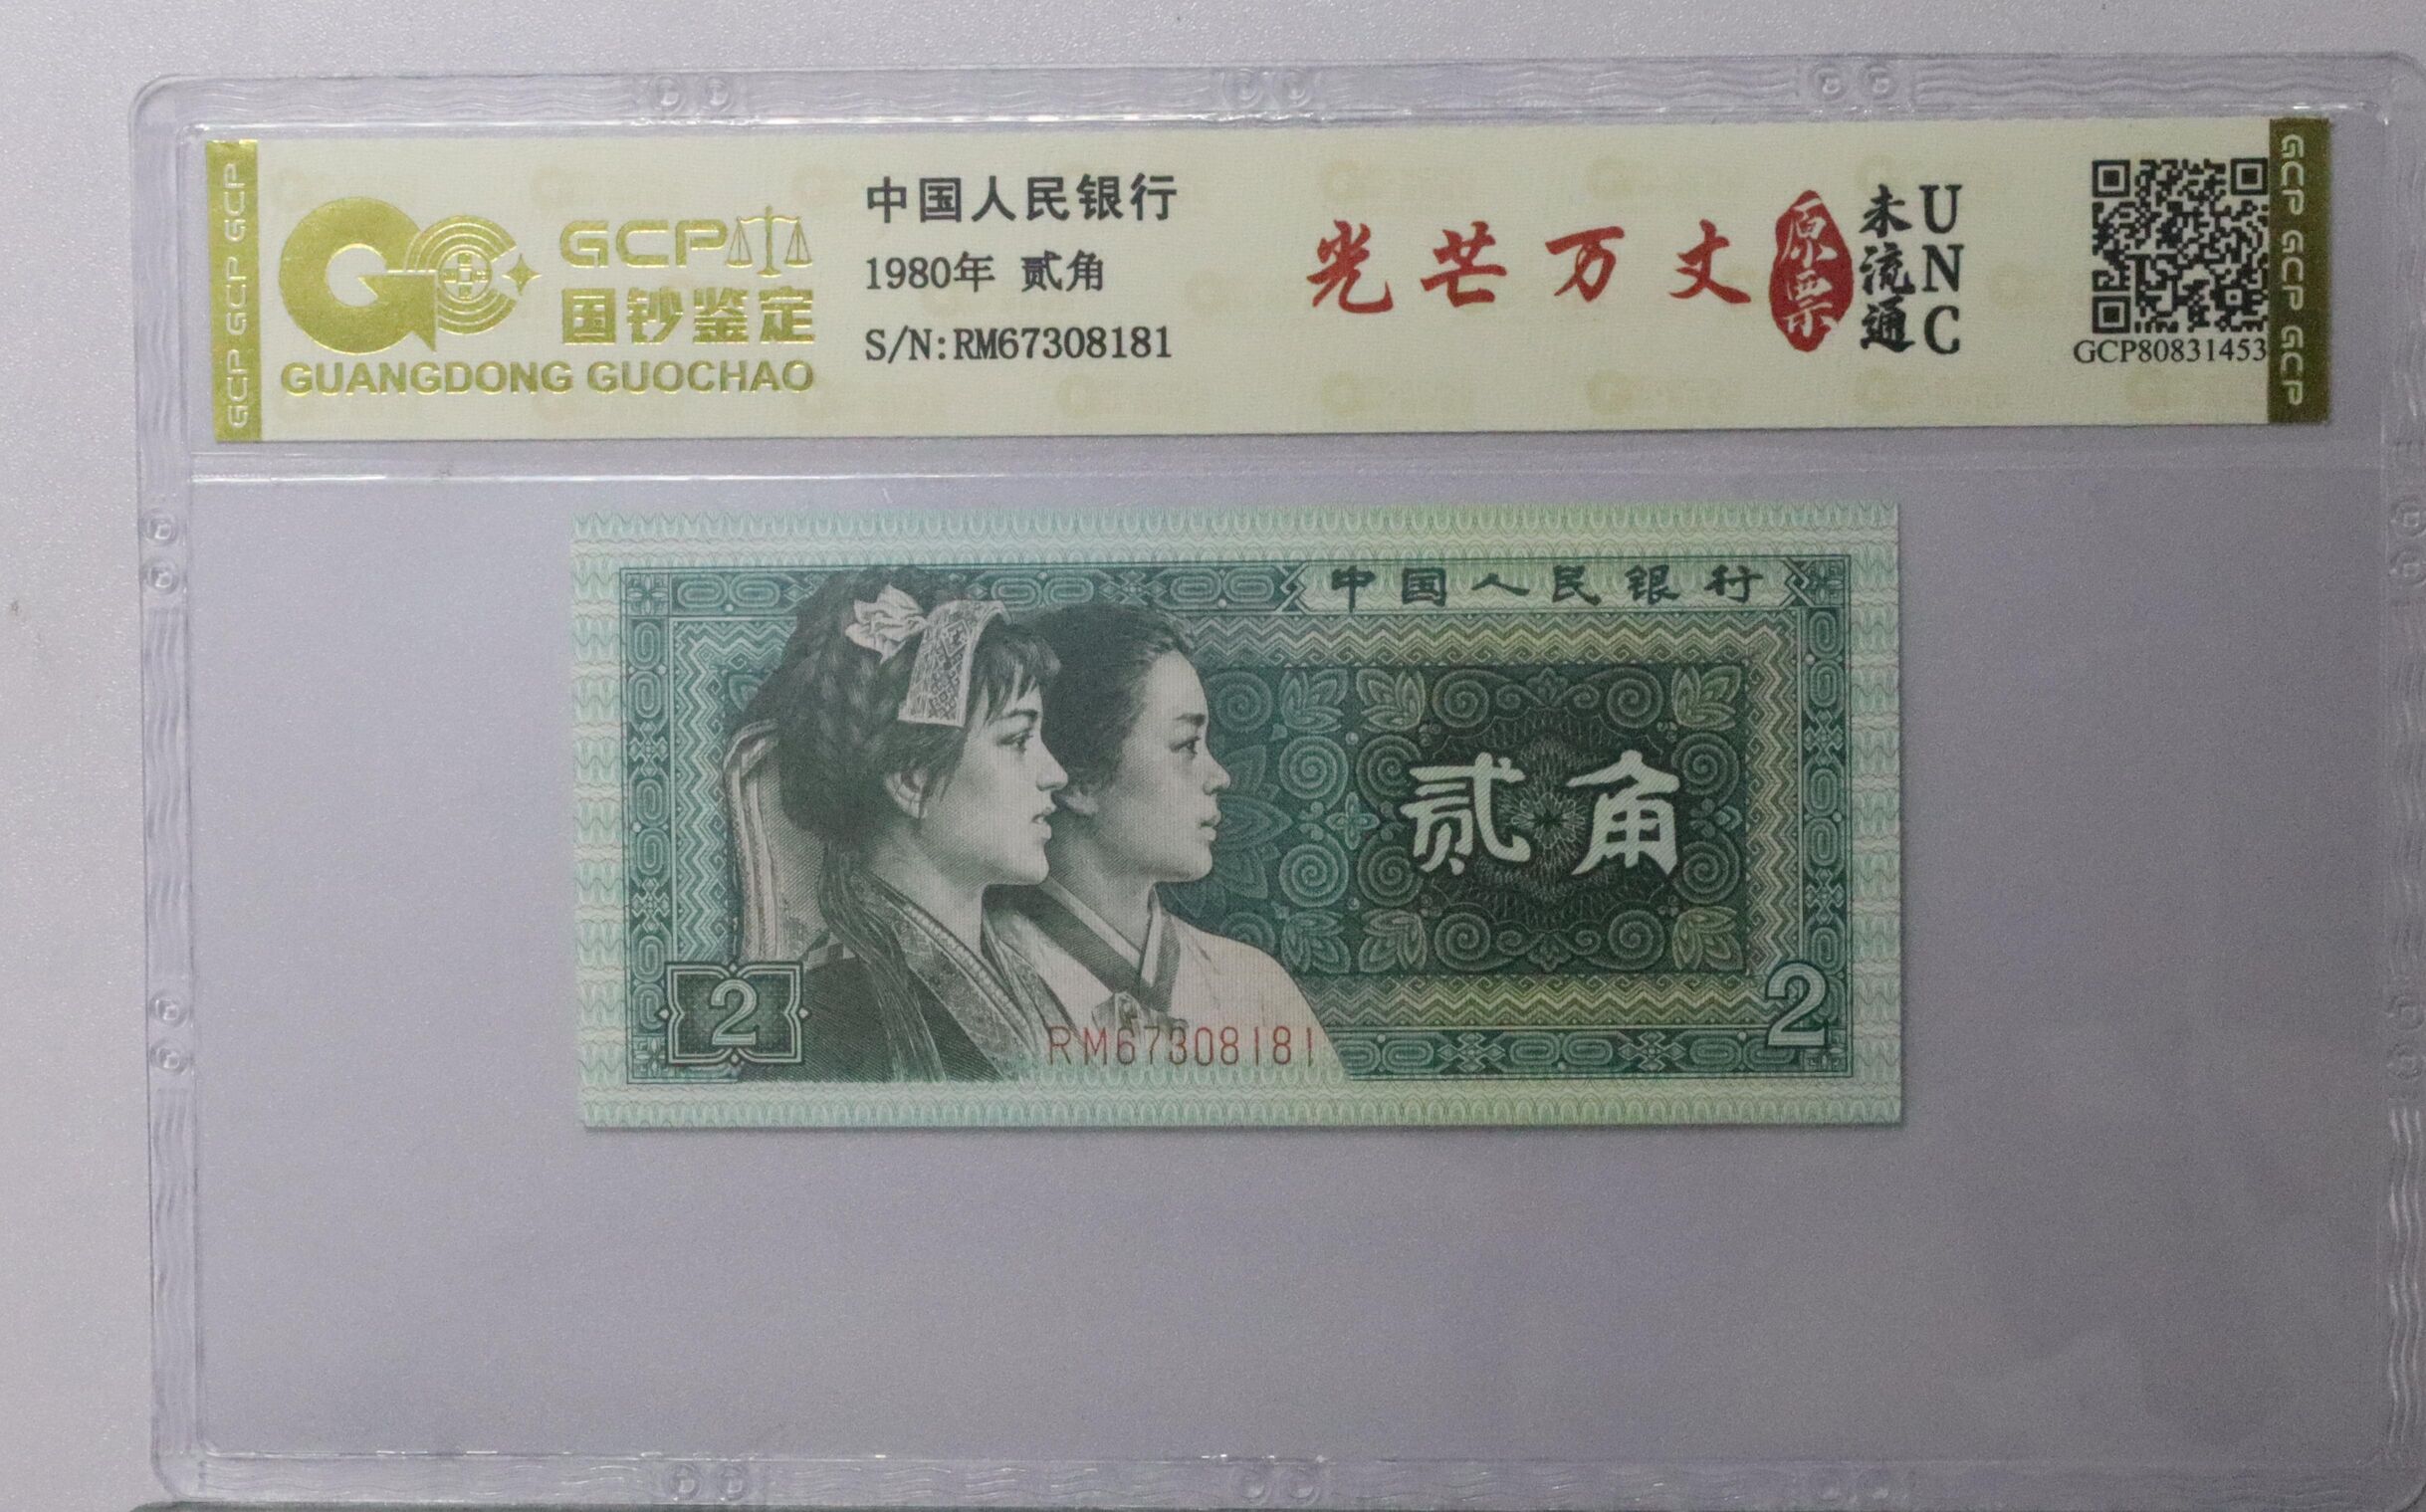 GCP GCP GCP
GCP
国钞鉴定
GUANGDONG GUOCHAO
中国人民银行
1980年 贰角
S/N:RM67308181
光芒万丈
原票
未流通
UNC
GCP80831453
GCP GCP GCP
中国人民银行
贰角
2
RM67308181
2